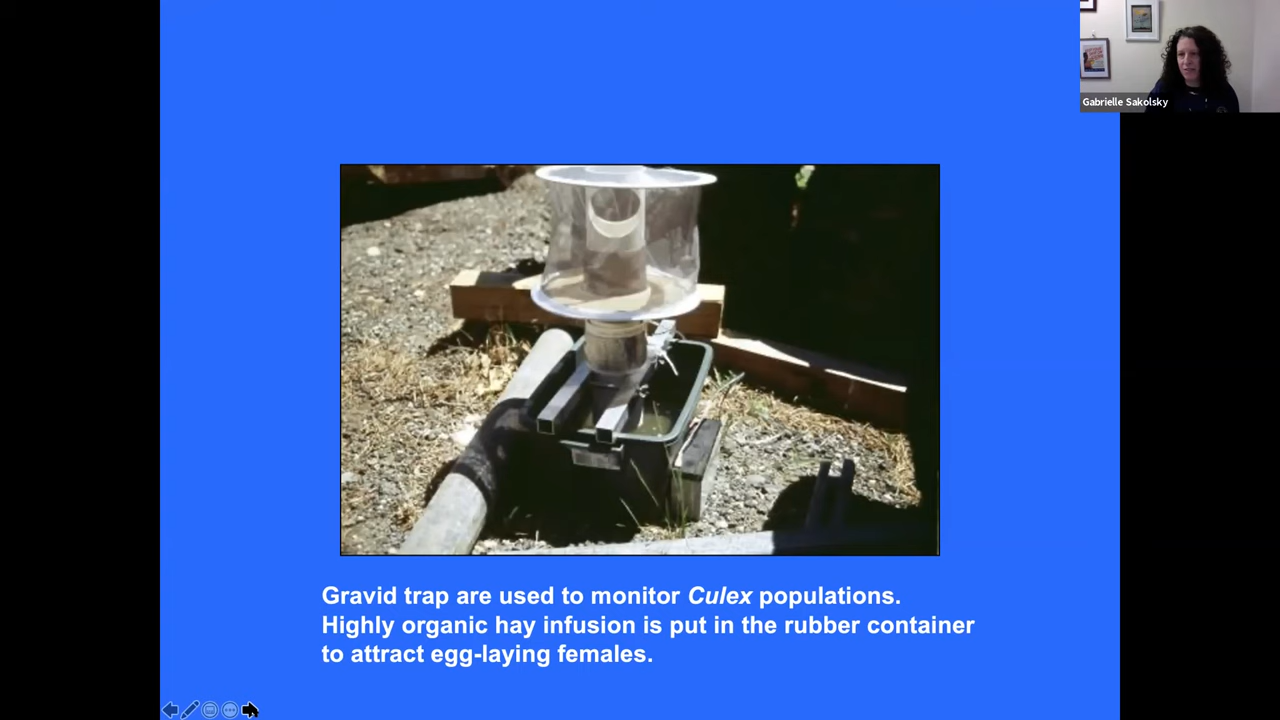 Gabrielle Sakolsky
Gravid trap are used to monitor Culex populations.
Highly organic hay infusion is put in the rubber container
to attract egg-laying females.